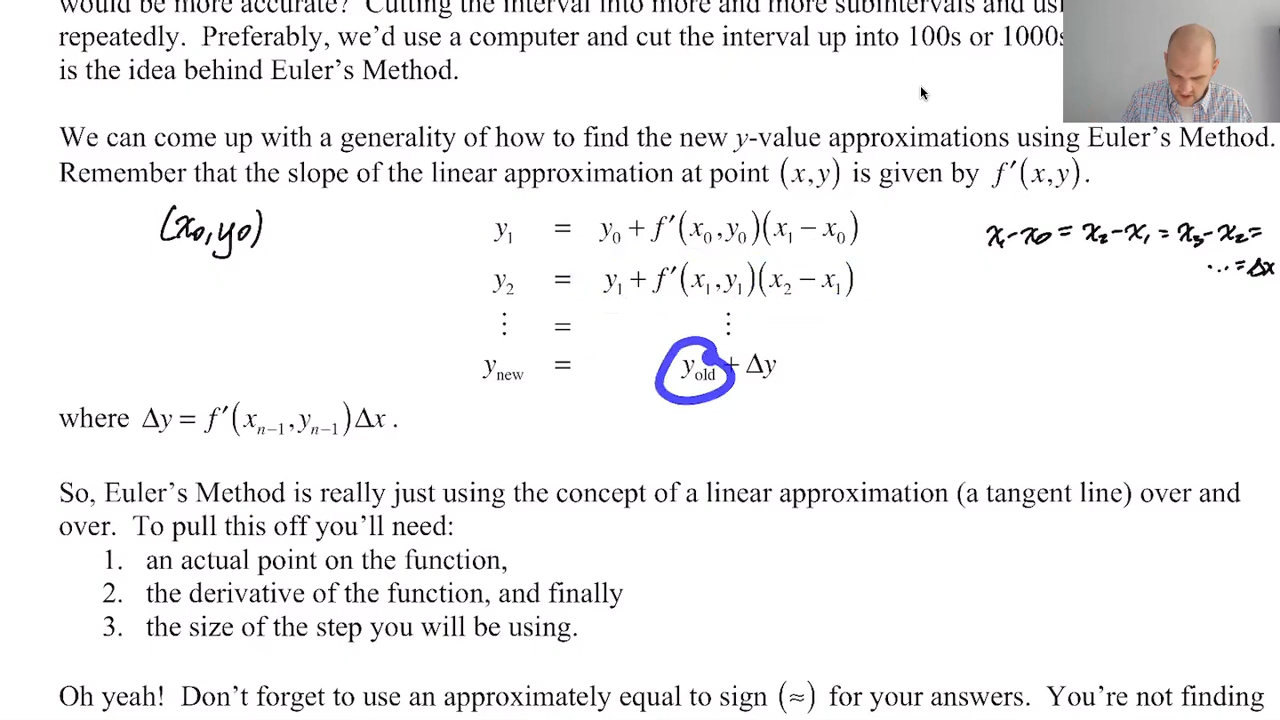 would be more accurate? Cutting the interval into more and more subintervals and
repeatedly. Preferably, we'd use a computer and cut the interval up into 100s or 1000s
is the idea behind Euler's Method.
We can come up with a generality of how to find the new y-value approximations using Euler's Method.
Remember that the slope of the linear approximation at point (x,y) is given by f′(x,y).
(x₀,y₀) y₁ = y₀ + f′(x₀,y₀)(x₁ − x₀) x₁-x₀ = x₂-x₁ = x₃-x₂ =
y₂ = y₁ + f′(x₁,y₁)(x₂ − x₁) ... = Δx
⋮ = ⋮
y_new = y_old + Δy
where Δy = f′(xₙ₋₁,yₙ₋₁)Δx.
So, Euler's Method is really just using the concept of a linear approximation (a tangent line) over and
over. To pull this off you'll need:
1. an actual point on the function,
2. the derivative of the function, and finally
3. the size of the step you will be using.
Oh yeah! Don't forget to use an approximately equal to sign (≈) for your answers. You're not finding